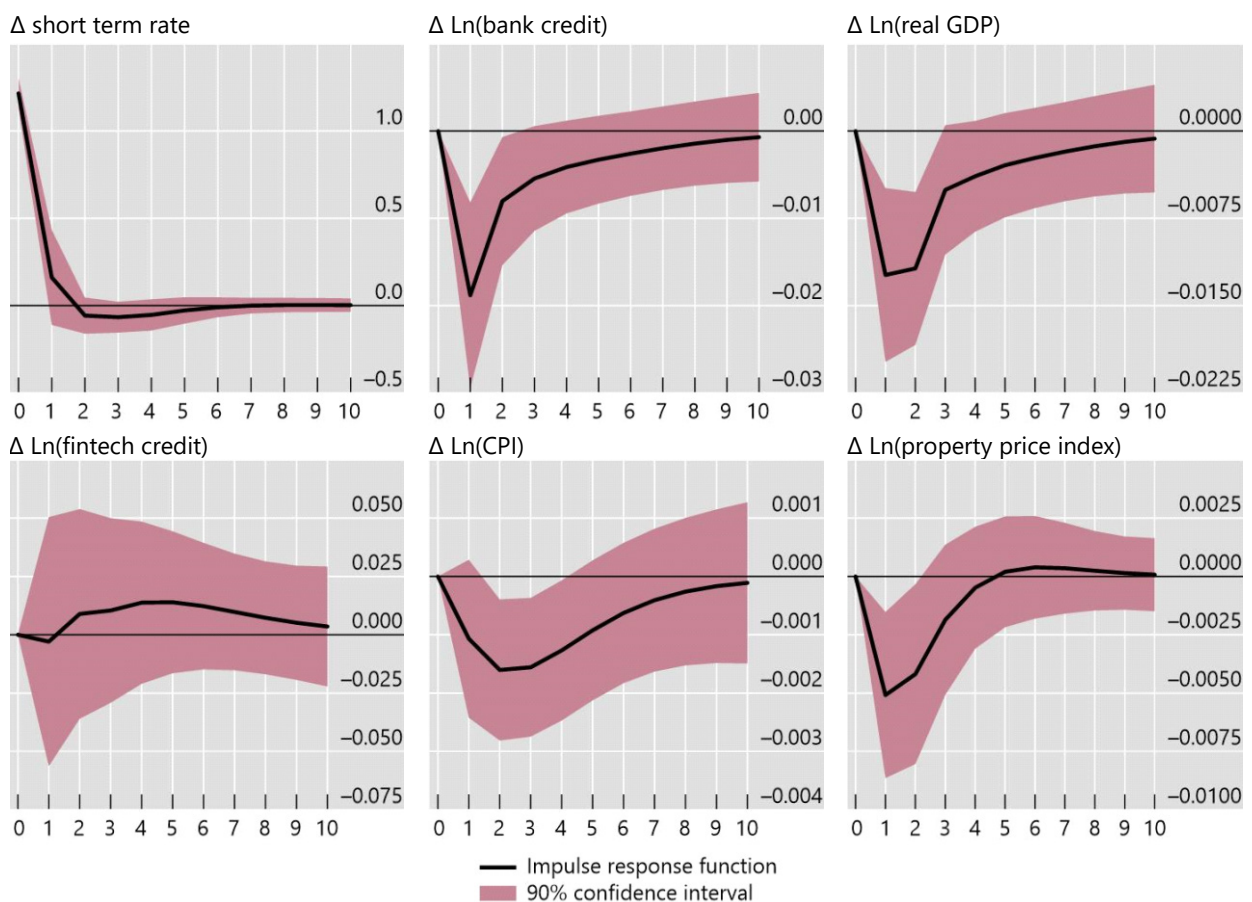 Δ short term rate
Δ Ln(bank credit)
Δ Ln(real GDP)
1.0
0.5
0.0
–0.5
0 1 2 3 4 5 6 7 8 9 10
0.00
–0.01
–0.02
–0.03
0 1 2 3 4 5 6 7 8 9 10
0.0000
–0.0075
–0.0150
–0.0225
0 1 2 3 4 5 6 7 8 9 10
Δ Ln(fintech credit)
Δ Ln(CPI)
Δ Ln(property price index)
0.050
0.025
0.000
–0.025
–0.050
–0.075
0 1 2 3 4 5 6 7 8 9 10
0.001
0.000
–0.001
–0.002
–0.003
–0.004
0 1 2 3 4 5 6 7 8 9 10
0.0025
0.0000
–0.0025
–0.0050
–0.0075
–0.0100
0 1 2 3 4 5 6 7 8 9 10
Impulse response function
90% confidence interval